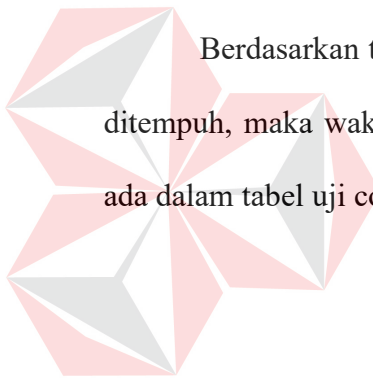 Berdasarkan t
ditempuh, maka wak
ada dalam tabel uji co